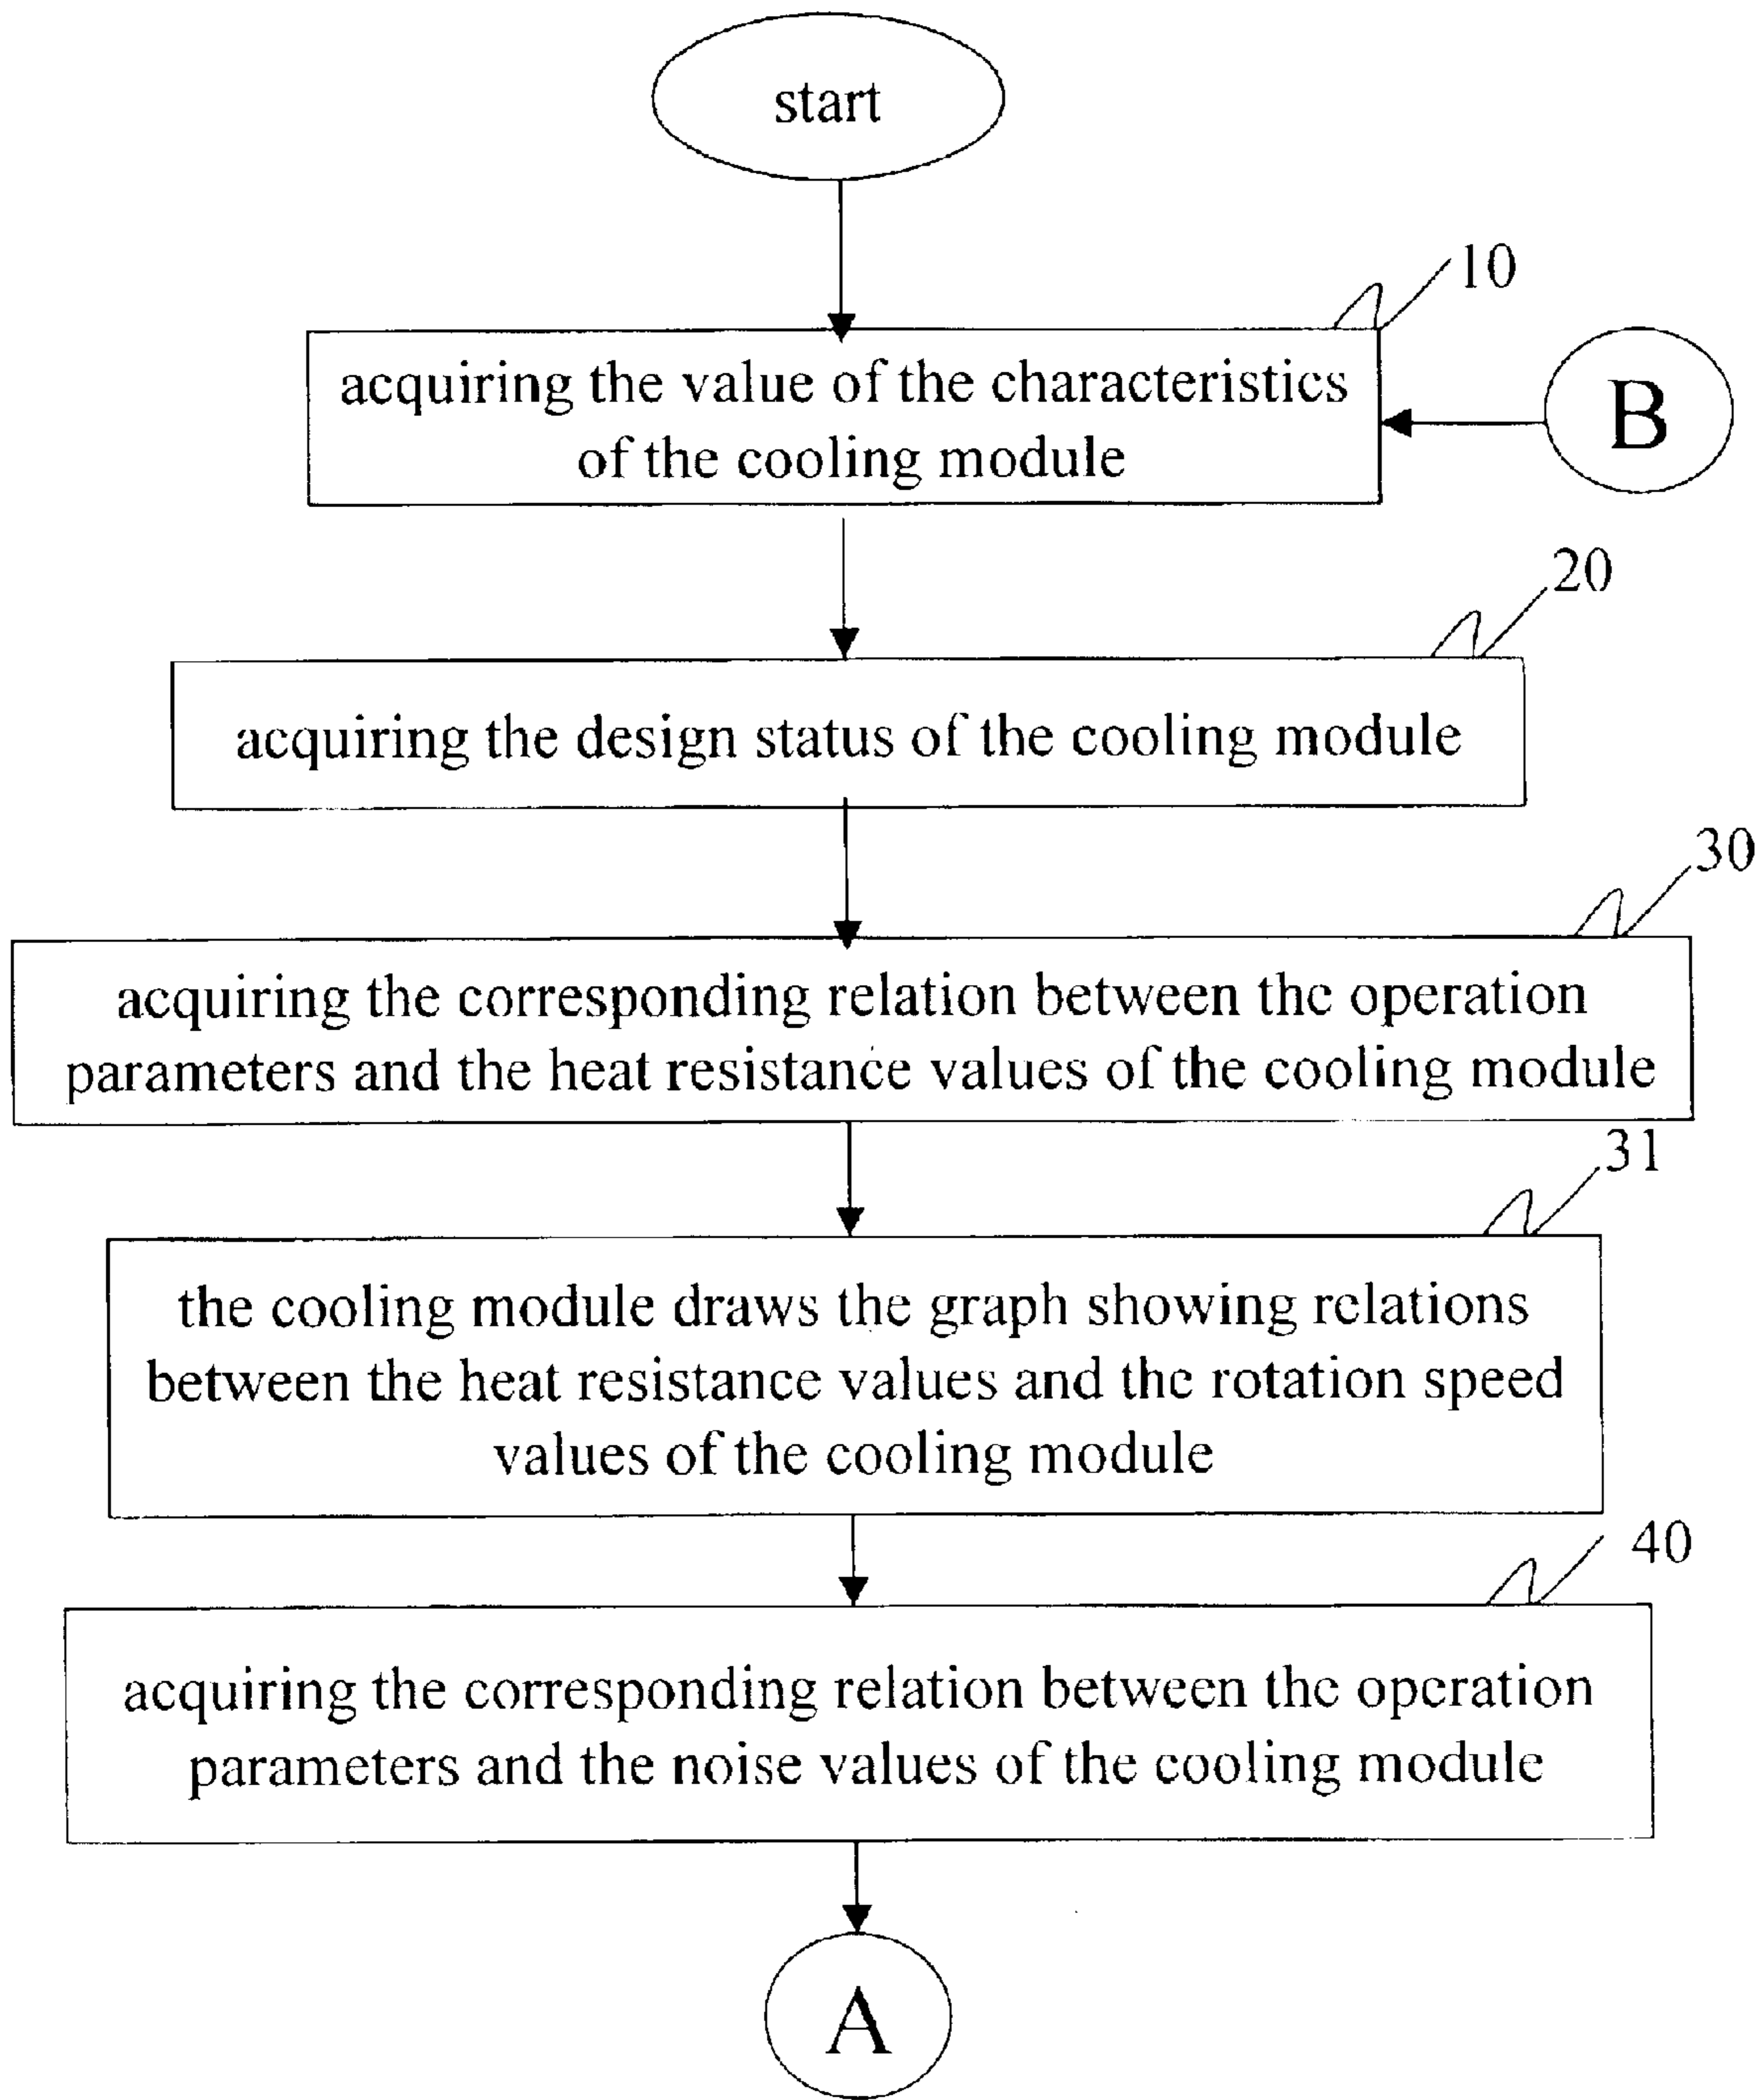 start
10
acquiring the value of the characteristics
of the cooling module
B
20
acquiring the design status of the cooling module
30
acquiring the corresponding relation between the operation
parameters and the heat resistance values of the cooling module
31
the cooling module draws the graph showing relations
between the heat resistance values and the rotation speed
values of the cooling module
40
acquiring the corresponding relation between the operation
parameters and the noise values of the cooling module
A